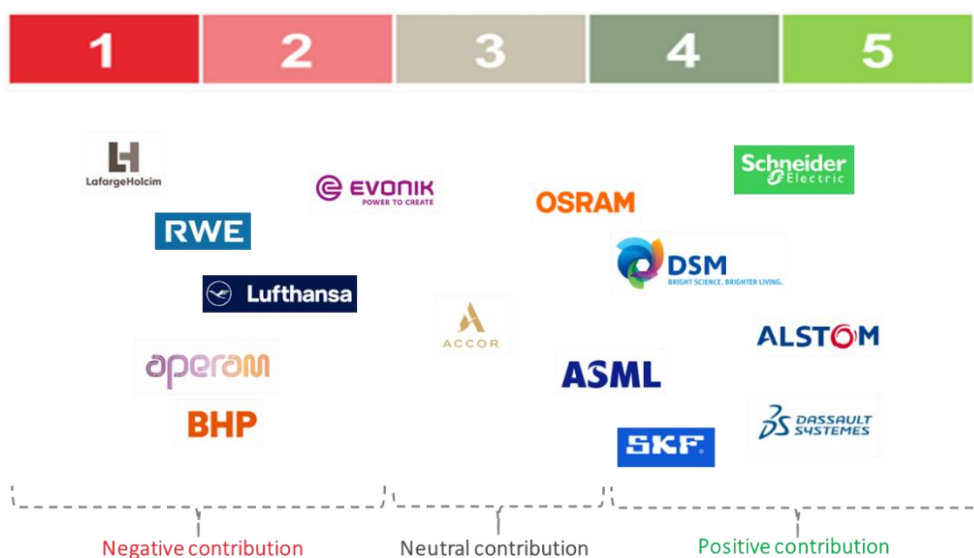 1 2 3 4 5
LafargeHolcim
EVONIK
POWER TO CREATE
Schneider
Electric
OSRAM
RWE
DSM
BRIGHT SCIENCE. BRIGHTER LIVING.
Lufthansa
ACCOR
ALSTOM
aperam
ASML
BHP
SKF
DASSAULT
SYSTEMES
Negative contribution
Neutral contribution
Positive contribution